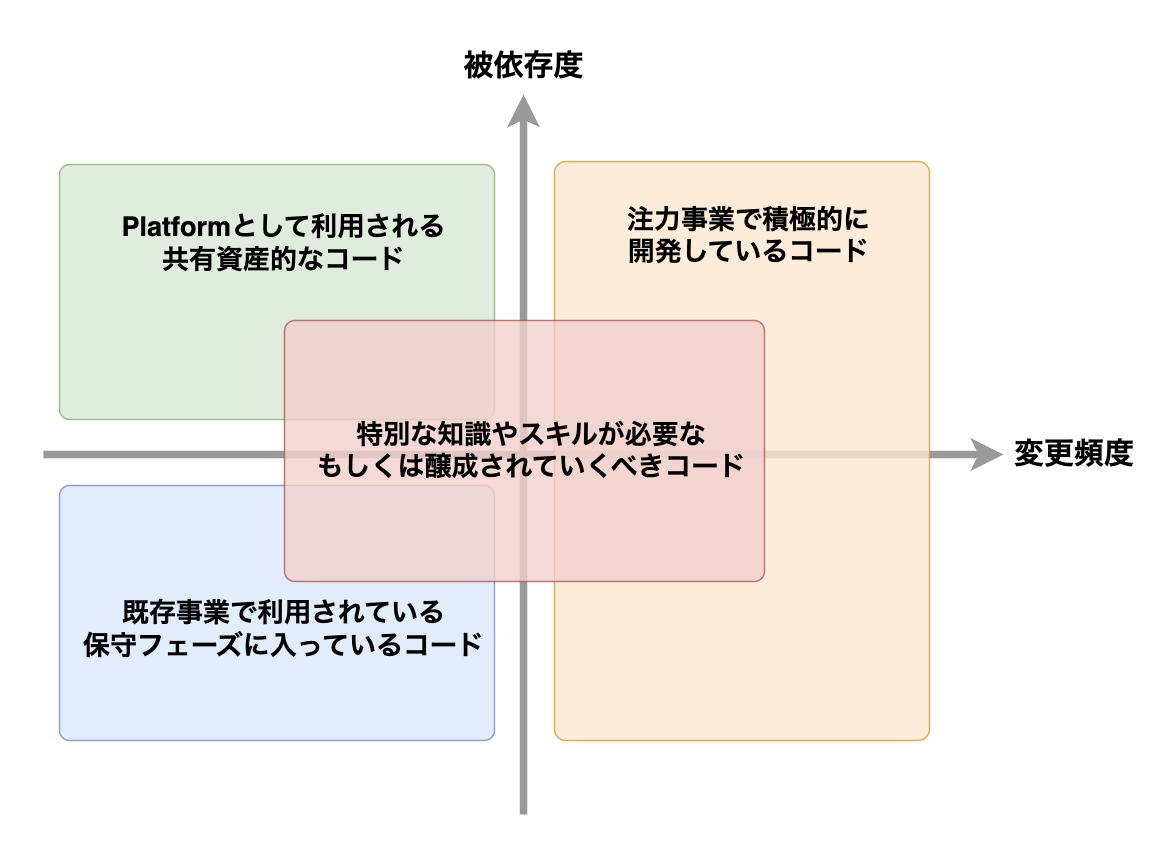 被依存度
Platformとして利用される
共有資産的なコード
注力事業で積極的に
開発しているコード
特別な知識やスキルが必要な
もしくは醸成されていくべきコード
変更頻度
既存事業で利用されている
保守フェーズに入っているコード